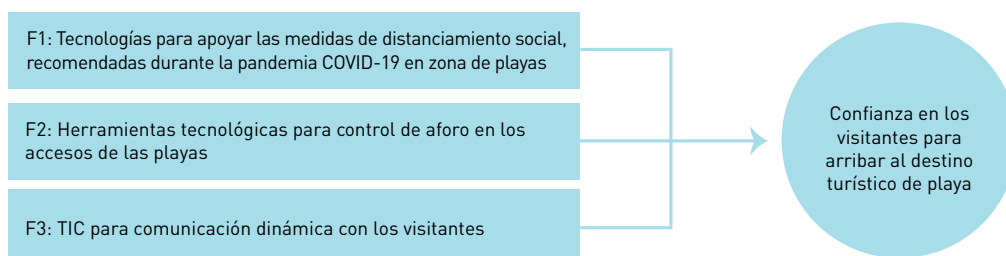 F1: Tecnologías para apoyar las medidas de distanciamiento social,
recomendadas durante la pandemia COVID-19 en zona de playas
F2: Herramientas tecnológicas para control de aforo en los
accesos de las playas
F3: TIC para comunicación dinámica con los visitantes
Confianza en los
visitantes para
arribar al destino
turístico de playa